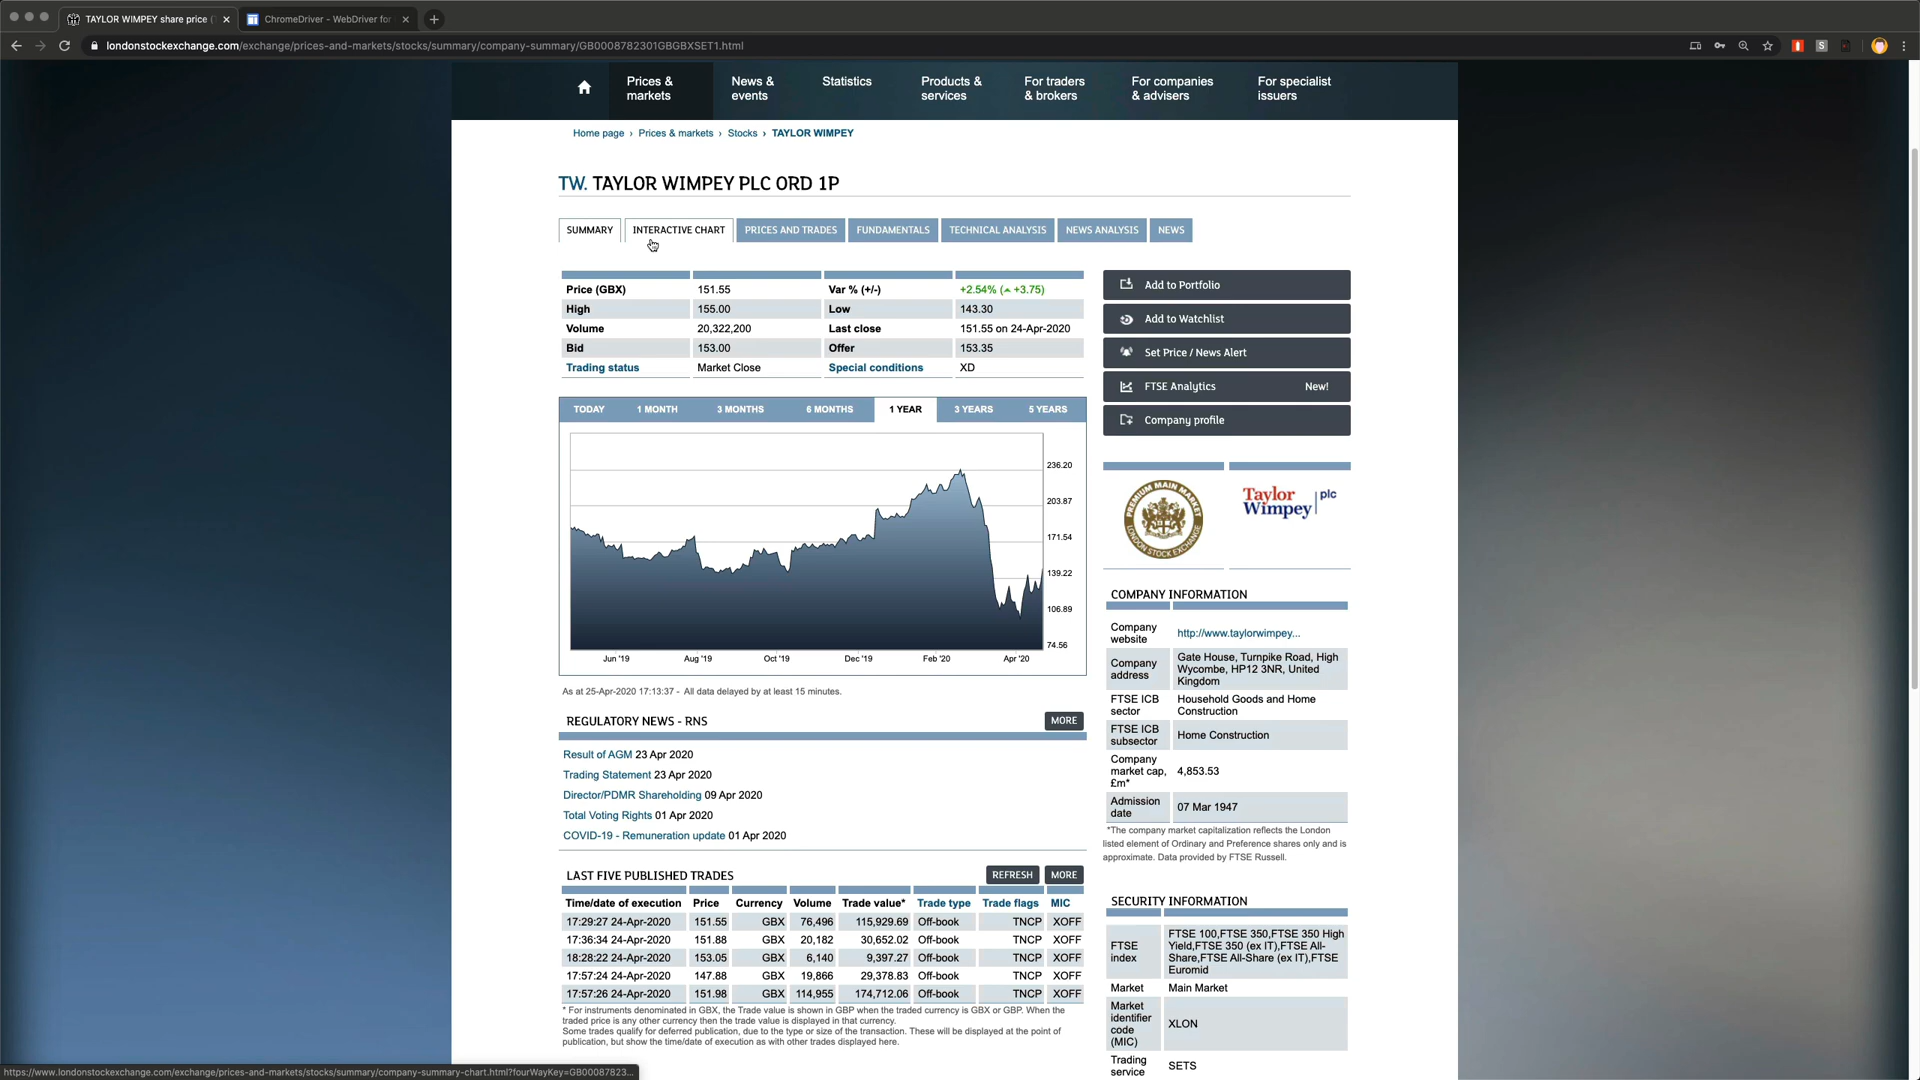 TAYLOR WIMPEY share price (
ChromeDriver - WebDriver for
londonstockexchange.com/exchange/prices-and-markets/stocks/summary/company-summary/GB0008782301GBGBXSET1.html
Prices & markets
News & events
Statistics
Products & services
For traders & brokers
For companies & advisers
For specialist issuers
Home page › Prices & markets › Stocks › TAYLOR WIMPEY
TW. TAYLOR WIMPEY PLC ORD 1P
SUMMARY INTERACTIVE CHART PRICES AND TRADES FUNDAMENTALS TECHNICAL ANALYSIS NEWS ANALYSIS NEWS
Price (GBX) 151.55 Var % (+/-) +2.54% (+3.75)
High 155.00 Low 143.30
Volume 20,322,200 Last close 151.55 on 24-Apr-2020
Bid 153.00 Offer 153.35
Trading status Market Close Special conditions XD
Add to Portfolio
Add to Watchlist
Set Price / News Alert
FTSE Analytics New!
Company profile
TODAY 1 MONTH 3 MONTHS 6 MONTHS 1 YEAR 3 YEARS 5 YEARS
236.20
203.87
171.54
139.22
106.89
74.56
Jun '19 Aug '19 Oct '19 Dec '19 Feb '20 Apr '20
As at 25-Apr-2020 17:13:37 - All data delayed by at least 15 minutes.
PREMIUM MAIN MARKET
LONDON STOCK EXCHANGE
Taylor Wimpey plc
REGULATORY NEWS - RNS MORE
Result of AGM 23 Apr 2020
Trading Statement 23 Apr 2020
Director/PDMR Shareholding 09 Apr 2020
Total Voting Rights 01 Apr 2020
COVID-19 - Remuneration update 01 Apr 2020
LAST FIVE PUBLISHED TRADES REFRESH MORE
Time/date of execution Price Currency Volume Trade value* Trade type Trade flags MIC
17:29:27 24-Apr-2020 151.55 GBX 76,496 115,929.69 Off-book TNCP XOFF
17:36:34 24-Apr-2020 151.88 GBX 20,182 30,652.02 Off-book TNCP XOFF
18:28:22 24-Apr-2020 153.05 GBX 6,140 9,397.27 Off-book TNCP XOFF
17:57:24 24-Apr-2020 147.88 GBX 19,866 29,378.83 Off-book TNCP XOFF
17:57:26 24-Apr-2020 151.98 GBX 114,955 174,712.06 Off-book TNCP XOFF
* For instruments denominated in GBX, the Trade value is shown in GBP when the traded currency is GBX or GBP. When the
traded price is any other currency then the trade value is displayed in that currency.
Some trades qualify for deferred publication, due to the type or size of the transaction. These will be displayed at the point of
publication, but show the time/date of execution as with other trades displayed here.
COMPANY INFORMATION
Company website http://www.taylorwimpey...
Company address Gate House, Turnpike Road, High Wycombe, HP12 3NR, United Kingdom
FTSE ICB sector Household Goods and Home Construction
FTSE ICB subsector Home Construction
Company market cap, £m* 4,853.53
Admission date 07 Mar 1947
*The company market capitalization reflects the London
listed element of Ordinary and Preference shares only and is
approximate. Data provided by FTSE Russell.
SECURITY INFORMATION
FTSE index FTSE 100,FTSE 350,FTSE 350 High Yield,FTSE 350 (ex IT),FTSE All-Share,FTSE All-Share (ex IT),FTSE Euromid
Market Main Market
Market identifier code (MIC) XLON
Trading service SETS
https://www.londonstockexchange.com/exchange/prices-and-markets/stocks/summary/company-summary-chart.html?fourWayKey=GB00087823...